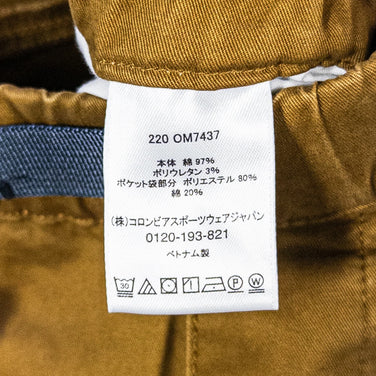 220 OM7437
本体 綿 97%
ポリウレタン 3%
ポケット袋部分 ポリエステル 80%
綿 20%
(株)コロンビアスポーツウェアジャパン
0120-193-821
ベトナム製
30 P W